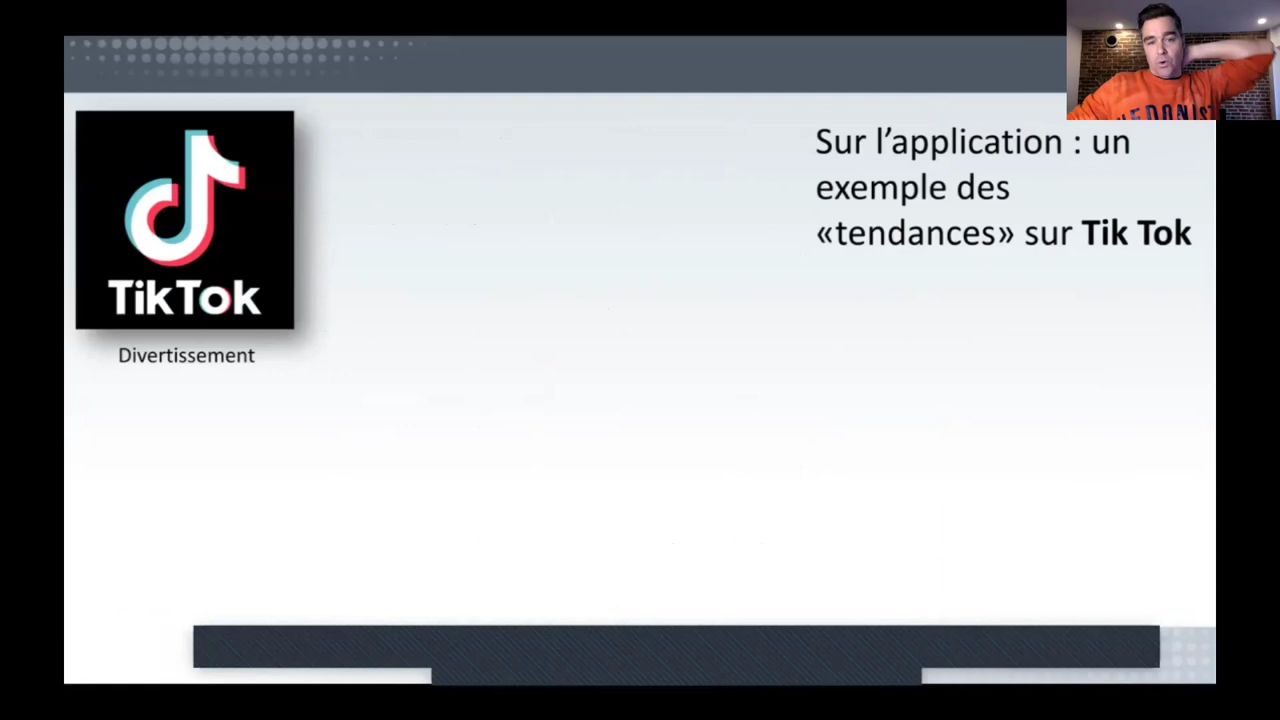 TikTok
Divertissement
Sur l’application : un
exemple des
«tendances» sur Tik Tok